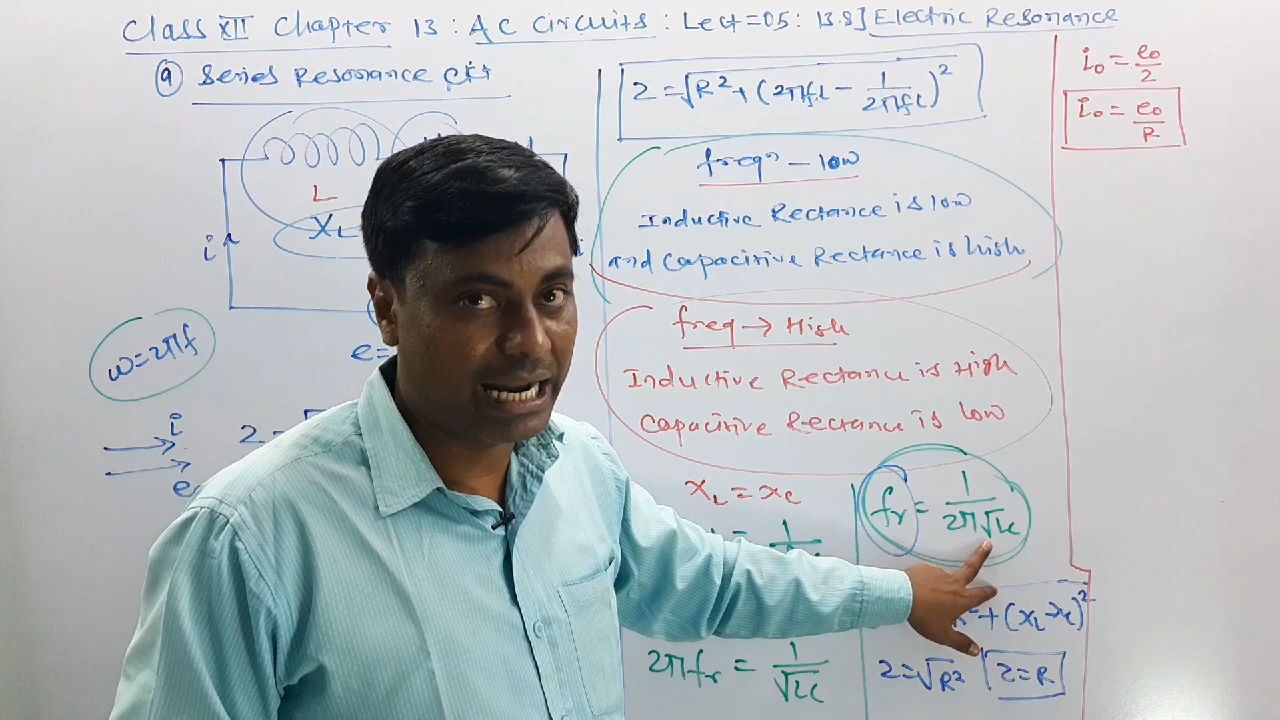 Class XII Chapter 13 : AC Circuits : Lect=05: 13.8] Electric Resonance
(a) Series Resonance CKt
L
XL
i
i
e=
ω=2πf
i
e
Z =
Z=√R²+(2πfL - 1/2πfC)²
freqⁿ - low
Inductive Rectance is low
and Capacitive Rectance is high
freq → High
Inductive Rectance is High
Capacitive Rectance is low
XL = XC
2πfr = 1/√LC
fr = 1/2π√LC
+(XL-XC)²
Z=√R² Z=R
i₀ = e₀/Z
i₀ = e₀/R